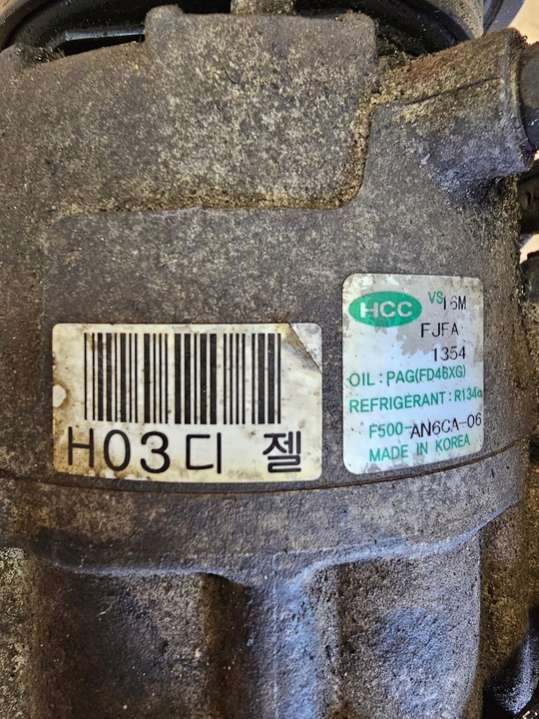 HCC VS16M
FJFA
1354
OIL : PAG(FD46XG)
REFRIGERANT : R134a
F500-AN6CA-06
MADE IN KOREA
H03디 젤